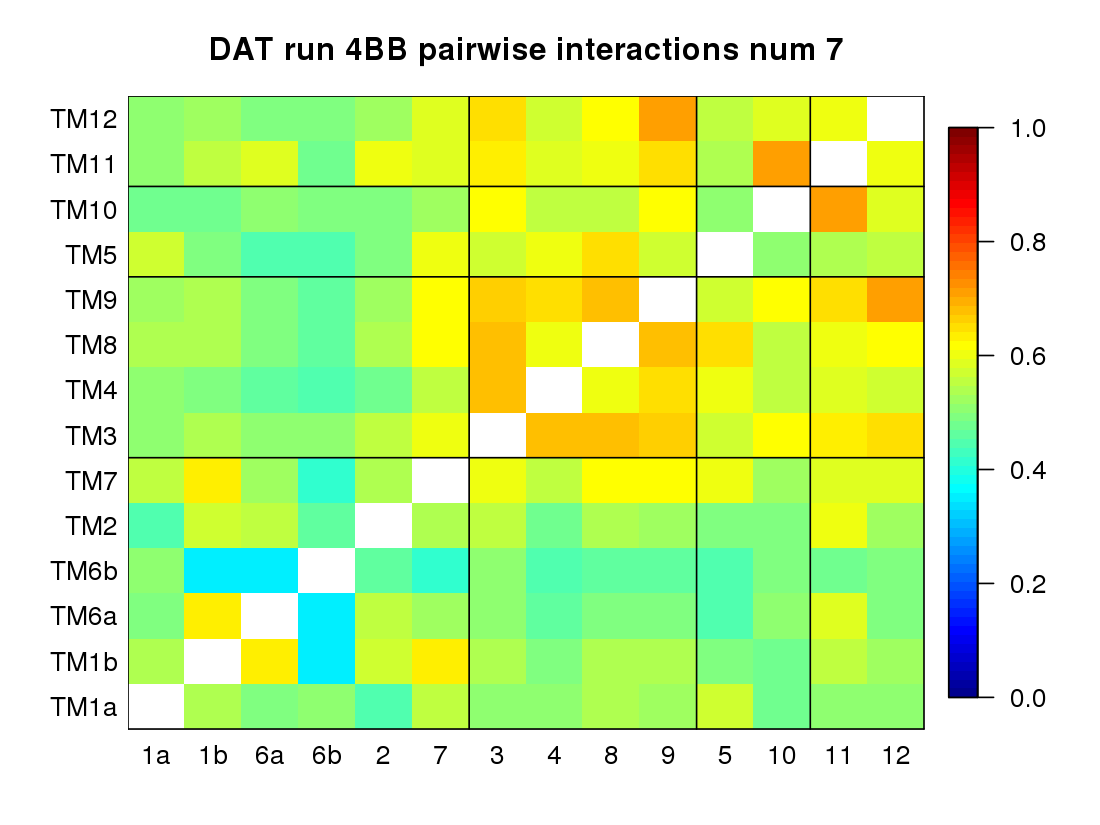 DAT run 4BB pairwise interactions num 7
TM12
TM11
TM10
TM5
TM9
TM8
TM4
TM3
TM7
TM2
TM6b
TM6a
TM1b
TM1a
1a 1b 6a 6b 2 7 3 4 8 9 5 10 11 12
1.0
0.8
0.6
0.4
0.2
0.0